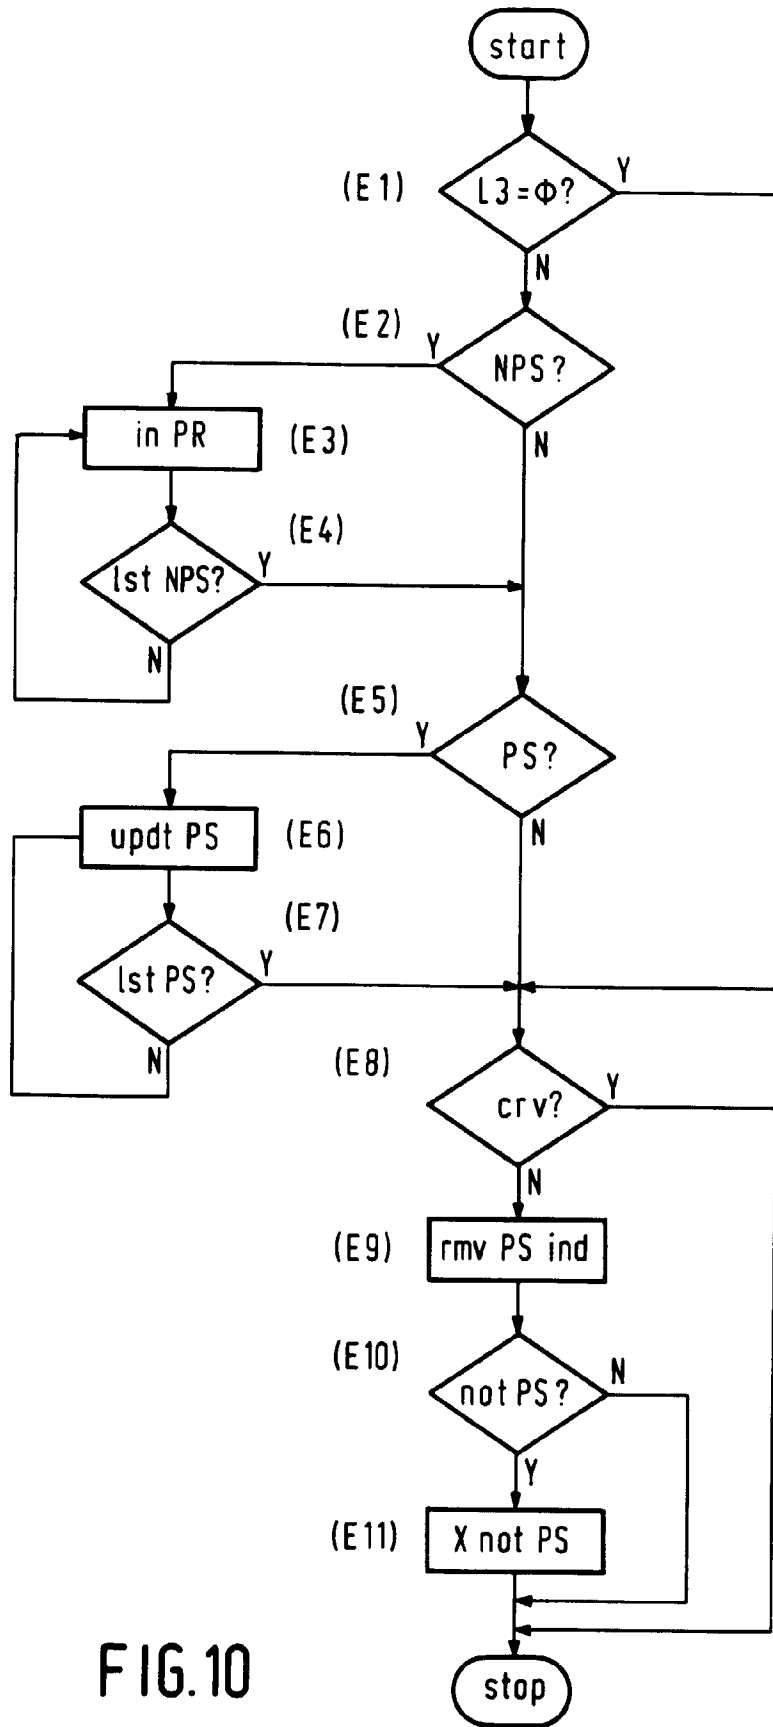 start
(E1)
L3=Φ?
Y
N
(E2)
Y
NPS?
N
in PR
(E3)
(E4)
lst NPS?
Y
N
(E5)
Y
PS?
N
updt PS
(E6)
(E7)
lst PS?
Y
N
(E8)
crv?
Y
N
(E9)
rmv PS ind
(E10)
not PS?
N
Y
(E11)
X not PS
stop
FIG.10